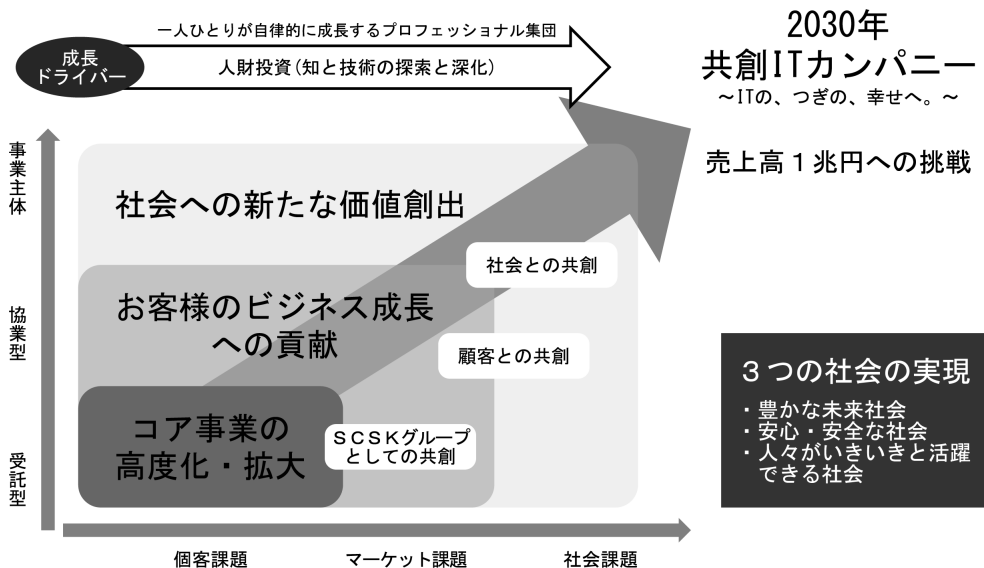 一人ひとりが自律的に成長するプロフェッショナル集団
成長
ドライバー
人財投資(知と技術の探索と深化)
2030年
共創ITカンパニー
～ITの、つぎの、幸せへ。～
売上高１兆円への挑戦
事業主体
協業型
受託型
社会への新たな価値創出
社会との共創
お客様のビジネス成長
への貢献
顧客との共創
コア事業の
高度化・拡大
ＳＣＳＫグループ
としての共創
３つの社会の実現
・豊かな未来社会
・安心・安全な社会
・人々がいきいきと活躍
できる社会
個客課題
マーケット課題
社会課題